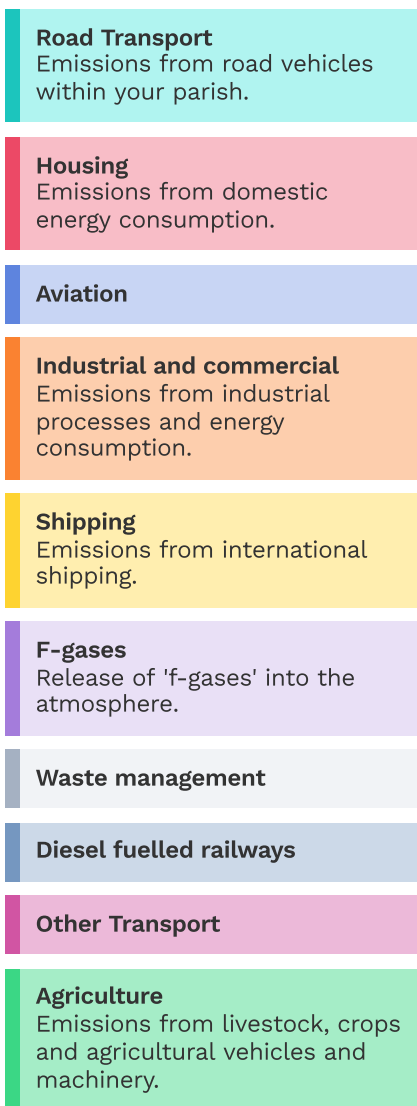 Road Transport
Emissions from road vehicles
within your parish.
Housing
Emissions from domestic
energy consumption.
Aviation
Industrial and commercial
Emissions from industrial
processes and energy
consumption.
Shipping
Emissions from international
shipping.
F-gases
Release of 'f-gases' into the
atmosphere.
Waste management
Diesel fuelled railways
Other Transport
Agriculture
Emissions from livestock, crops
and agricultural vehicles and
machinery.